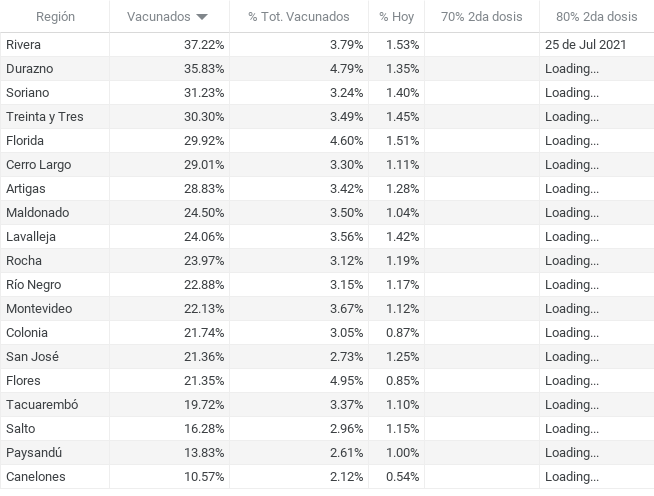 Región Vacunados % Tot. Vacunados % Hoy 70% 2da dosis 80% 2da dosis
Rivera 37.22% 3.79% 1.53% 25 de Jul 2021
Durazno 35.83% 4.79% 1.35% Loading...
Soriano 31.23% 3.24% 1.40% Loading...
Treinta y Tres 30.30% 3.49% 1.45% Loading...
Florida 29.92% 4.60% 1.51% Loading...
Cerro Largo 29.01% 3.30% 1.11% Loading...
Artigas 28.83% 3.42% 1.28% Loading...
Maldonado 24.50% 3.50% 1.04% Loading...
Lavalleja 24.06% 3.56% 1.42% Loading...
Rocha 23.97% 3.12% 1.19% Loading...
Río Negro 22.88% 3.15% 1.17% Loading...
Montevideo 22.13% 3.67% 1.12% Loading...
Colonia 21.74% 3.05% 0.87% Loading...
San José 21.36% 2.73% 1.25% Loading...
Flores 21.35% 4.95% 0.85% Loading...
Tacuarembó 19.72% 3.37% 1.10% Loading...
Salto 16.28% 2.96% 1.15% Loading...
Paysandú 13.83% 2.61% 1.00% Loading...
Canelones 10.57% 2.12% 0.54% Loading...